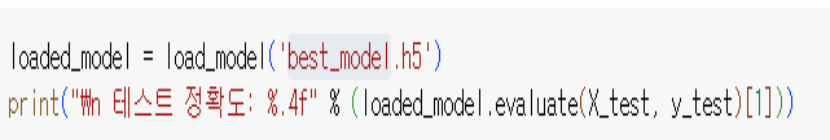 loaded_model = load_model('best_model.h5')
print("₩n 테스트 정확도: %.4f" % (loaded_model.evaluate(X_test, y_test)[1]))